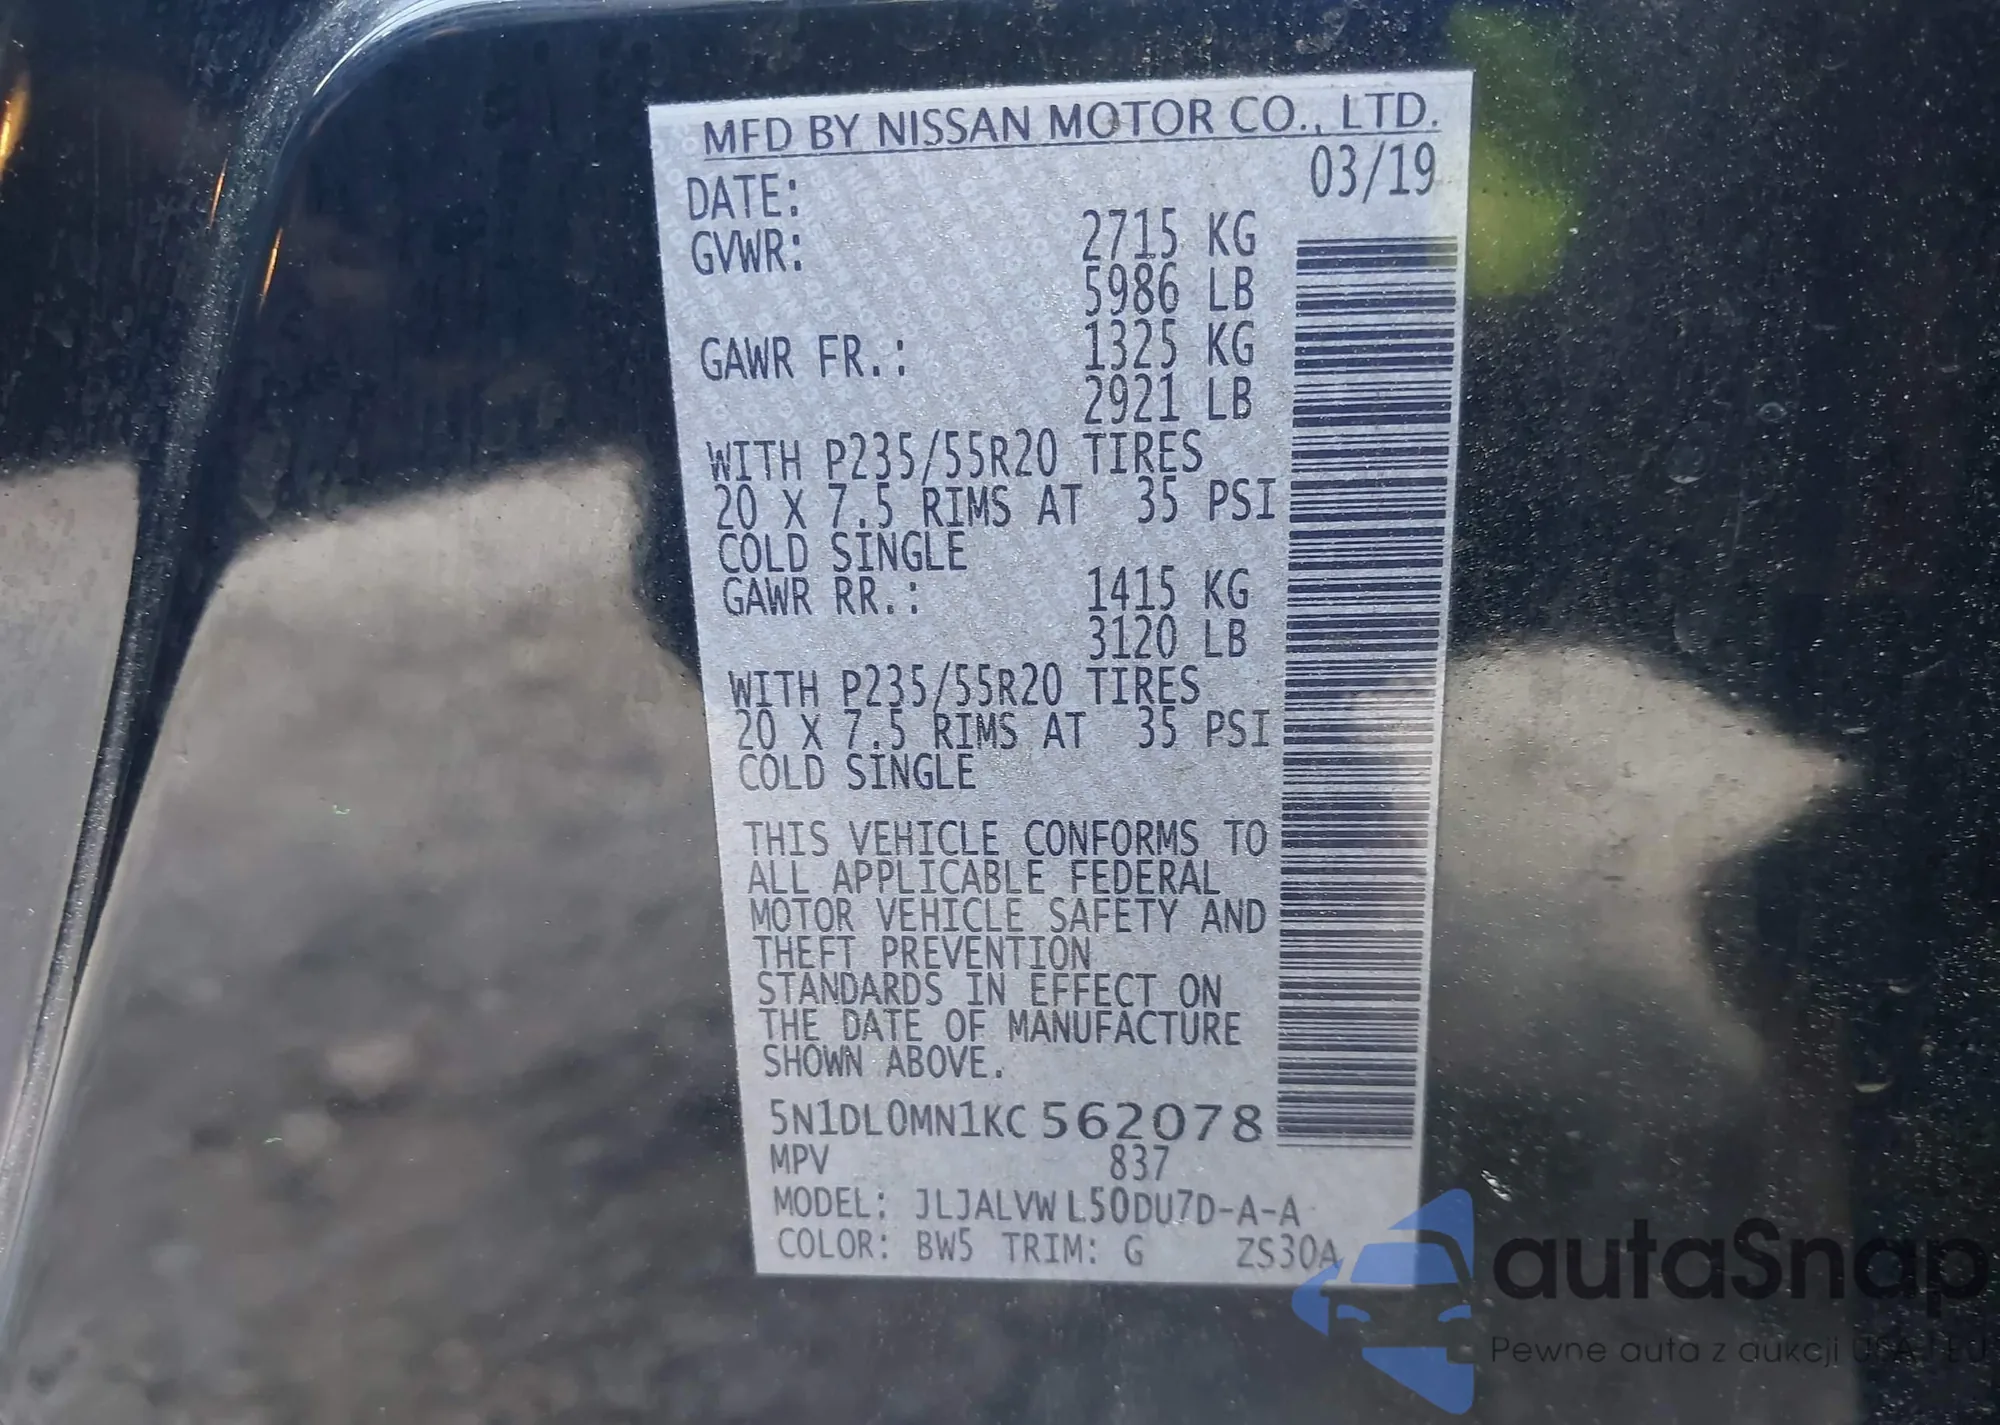 MFD BY NISSAN MOTOR CO., LTD.
DATE: 03/19
GVWR: 2715 KG
5986 LB
GAWR FR.: 1325 KG
2921 LB
WITH P235/55R20 TIRES
20 X 7.5 RIMS AT 35 PSI
COLD SINGLE
GAWR RR.: 1415 KG
3120 LB
WITH P235/55R20 TIRES
20 X 7.5 RIMS AT 35 PSI
COLD SINGLE
THIS VEHICLE CONFORMS TO
ALL APPLICABLE FEDERAL
MOTOR VEHICLE SAFETY AND
THEFT PREVENTION
STANDARDS IN EFFECT ON
THE DATE OF MANUFACTURE
SHOWN ABOVE.
5N1DL0MN1KC562078
MPV 837
MODEL: JLJALVW L50DU7D-A-A
COLOR: BW5 TRIM: G ZS30A
autaSnap
Pewne auta z aukcji USA i EU